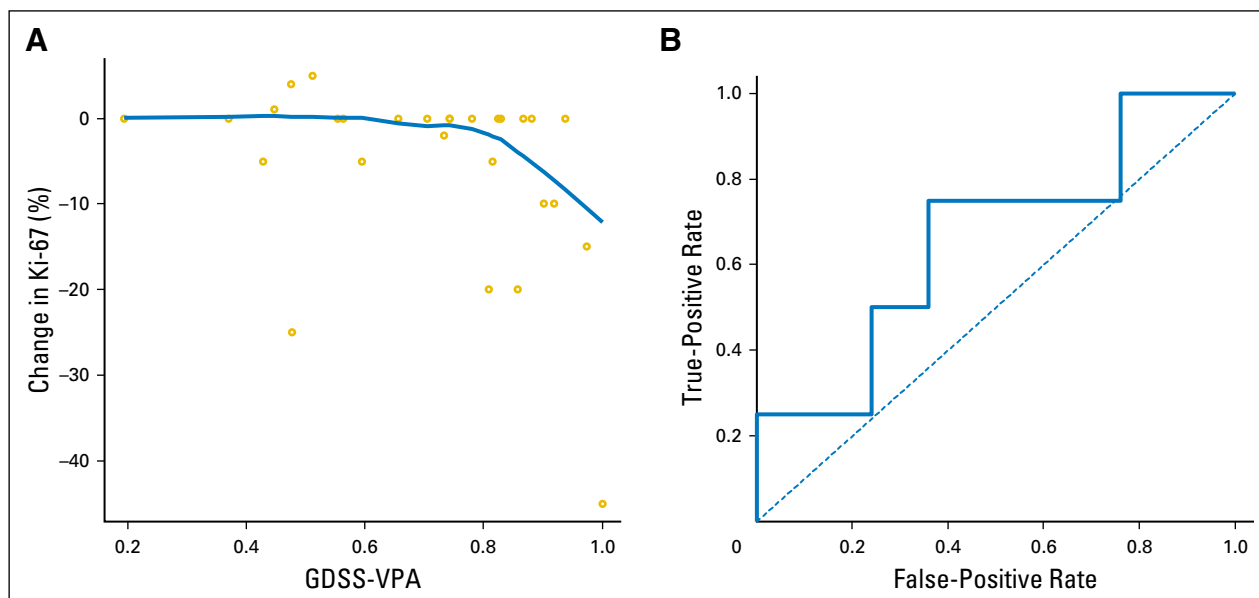 A
0
–10
–20
–30
–40
Change in Ki-67 (%)
0.2 0.4 0.6 0.8 1.0
GDSS-VPA
B
1.0
0.8
0.6
0.4
0.2
True-Positive Rate
0 0.2 0.4 0.6 0.8 1.0
False-Positive Rate